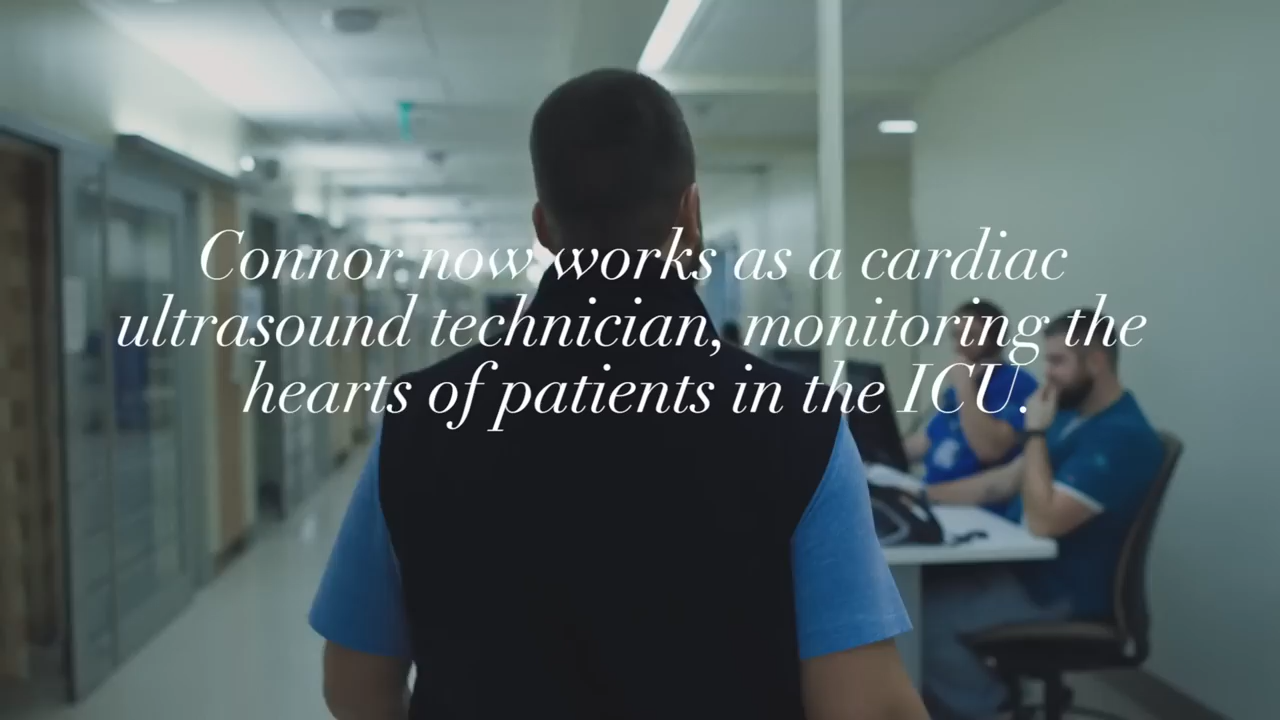 Connor now works as a cardiac
ultrasound technician, monitoring the
hearts of patients in the ICU.